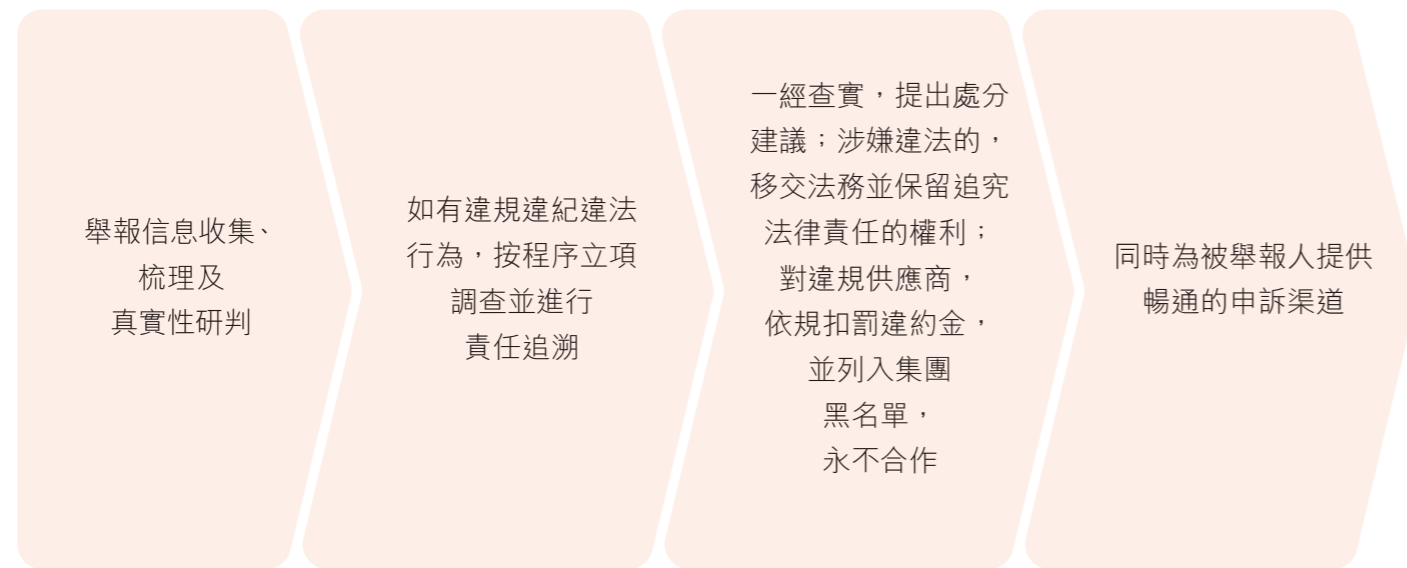 舉報信息收集、
梳理及
真實性研判
如有違規違紀違法
行為，按程序立項
調查並進行
責任追溯
一經查實，提出處分
建議；涉嫌違法的，
移交法務並保留追究
法律責任的權利；
對違規供應商，
依規扣罰違約金，
並列入集團
黑名單，
永不合作
同時為被舉報人提供
暢通的申訴渠道